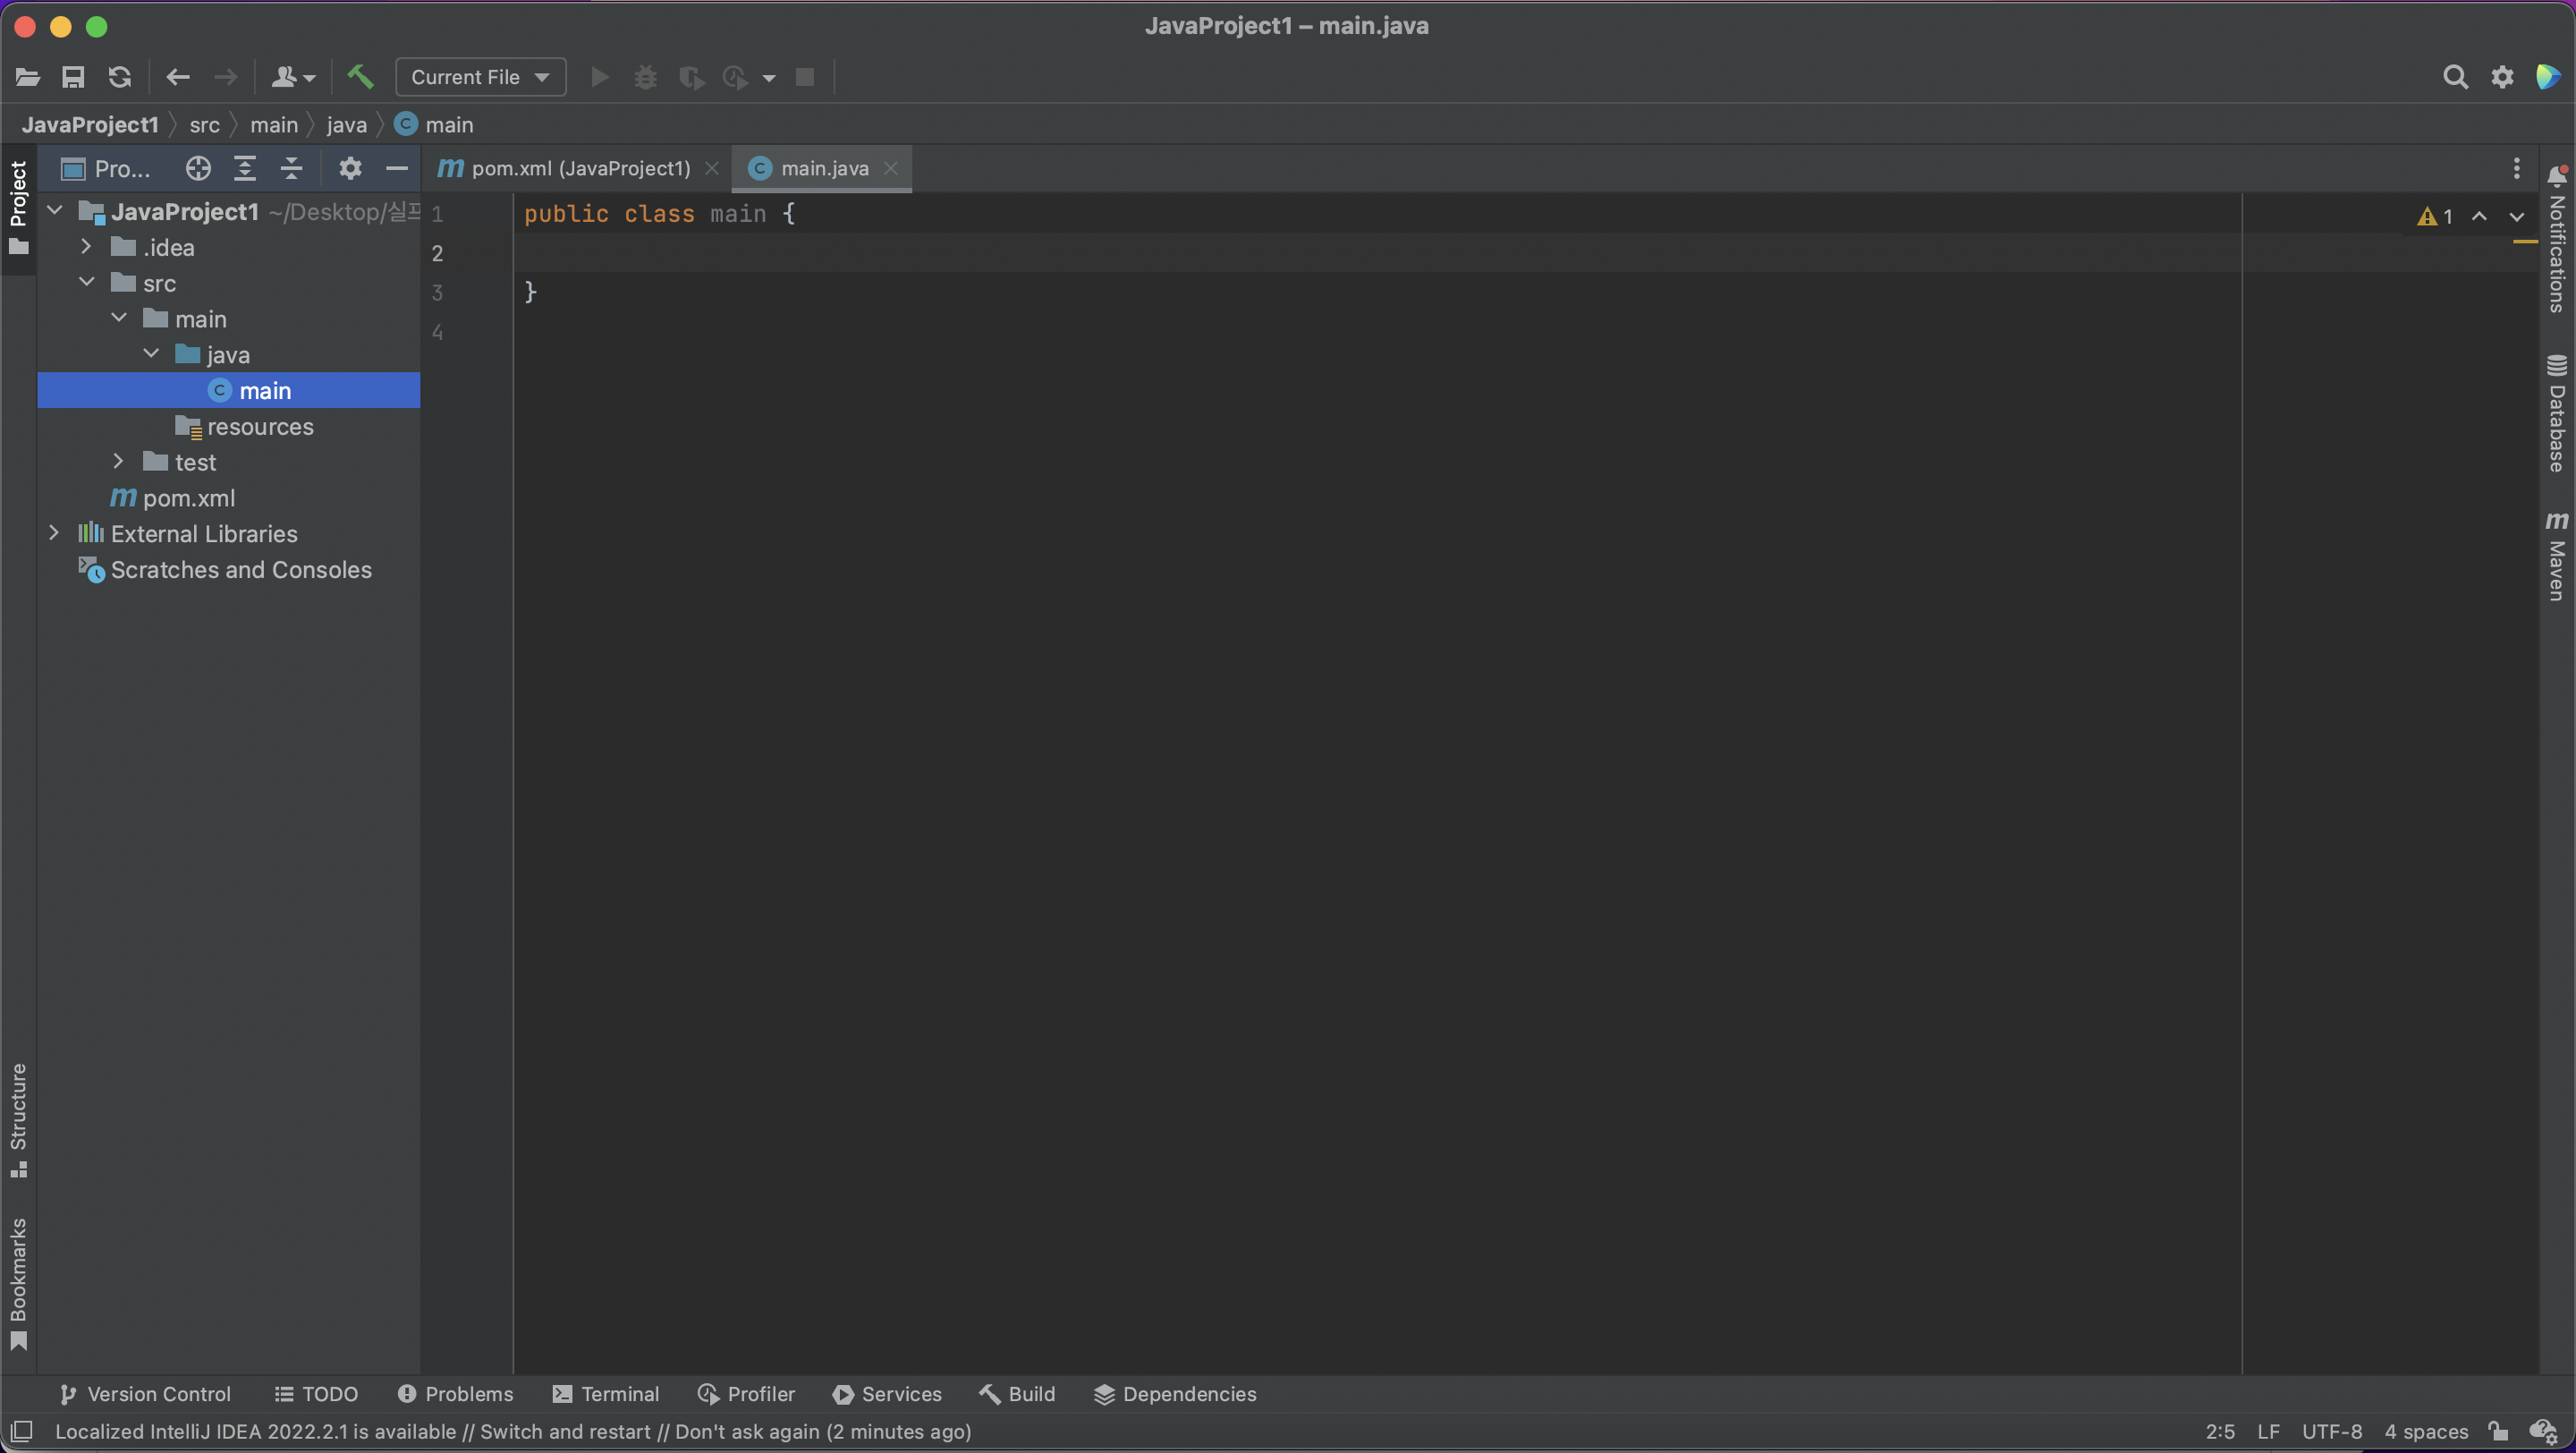 JavaProject1 – main.java
Current File
JavaProject1 src main java main
Project
Pro...
pom.xml (JavaProject1)
main.java
JavaProject1 ~/Desktop/실프
.idea
src
main
java
main
resources
test
pom.xml
External Libraries
Scratches and Consoles
1 public class main {
2
3 }
4
1
Notifications
Database
Maven
Structure
Bookmarks
Version Control TODO Problems Terminal Profiler Services Build Dependencies
Localized IntelliJ IDEA 2022.2.1 is available // Switch and restart // Don't ask again (2 minutes ago)
2:5 LF UTF-8 4 spaces